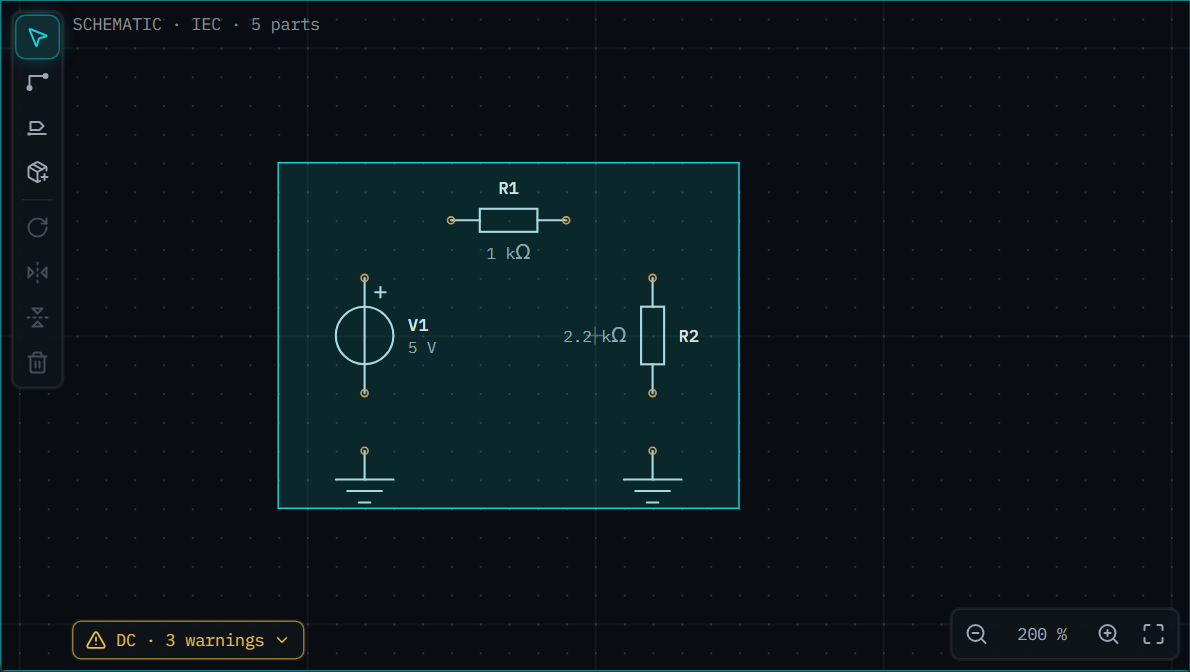 SCHEMATIC · IEC · 5 parts
R1
1 kΩ
+
V1
5 V
2.2 kΩ
R2
DC · 3 warnings
200 %